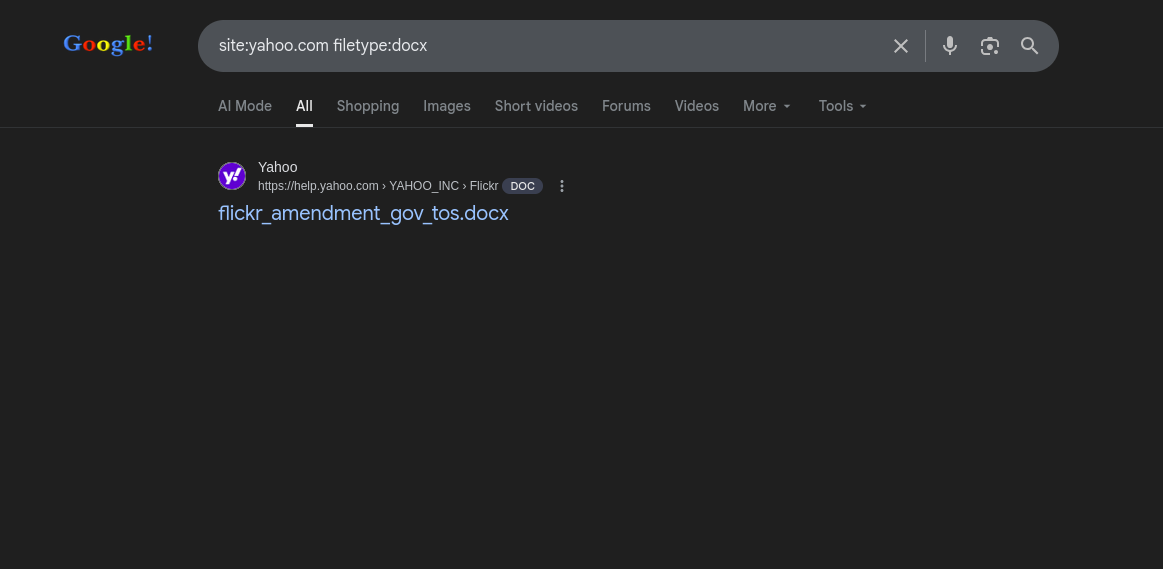 Google!
site:yahoo.com filetype:docx
AI Mode All Shopping Images Short videos Forums Videos More Tools
y!
Yahoo
https://help.yahoo.com › YAHOO_INC › Flickr DOC
flickr_amendment_gov_tos.docx